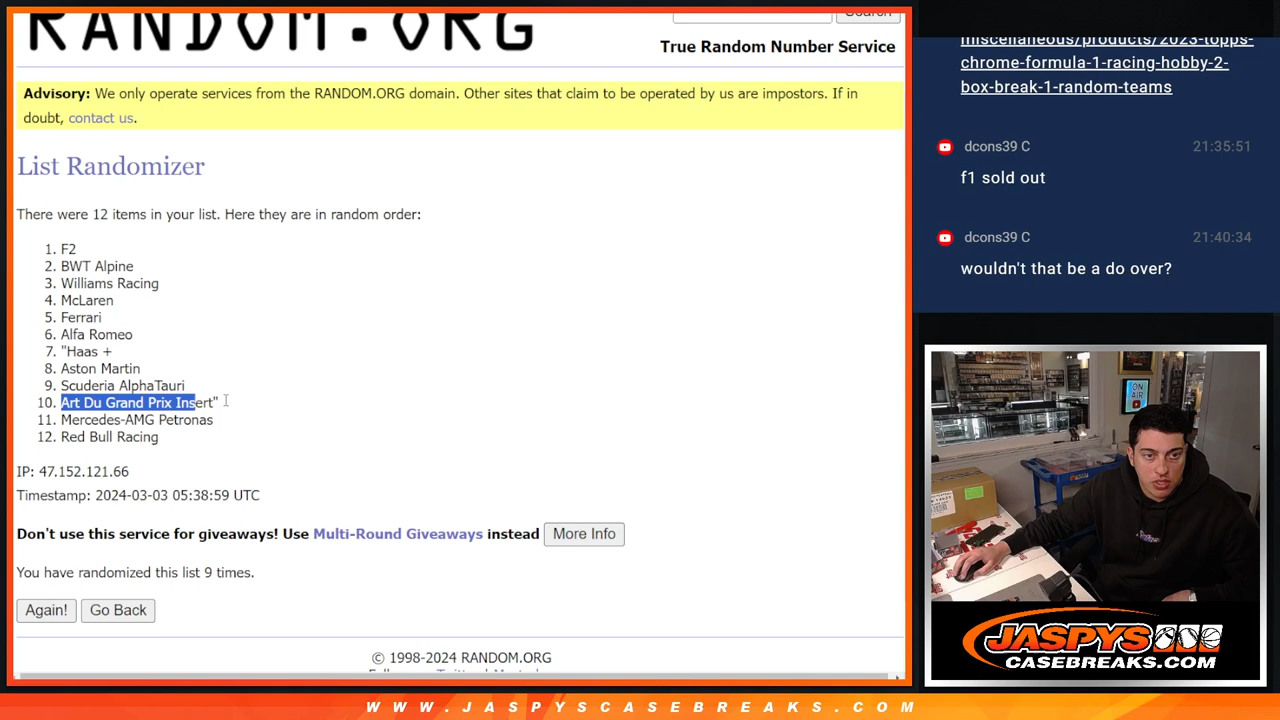 RANDOM.ORG
Search
True Random Number Service
Advisory: We only operate services from the RANDOM.ORG domain. Other sites that claim to be operated by us are impostors. If in
doubt, contact us.
List Randomizer
There were 12 items in your list. Here they are in random order:
1. F2
2. BWT Alpine
3. Williams Racing
4. McLaren
5. Ferrari
6. Alfa Romeo
7. "Haas +
8. Aston Martin
9. Scuderia AlphaTauri
10. Art Du Grand Prix Insert"
11. Mercedes-AMG Petronas
12. Red Bull Racing
IP: 47.152.121.66
Timestamp: 2024-03-03 05:38:59 UTC
Don't use this service for giveaways! Use Multi-Round Giveaways instead More Info
You have randomized this list 9 times.
Again! Go Back
© 1998-2024 RANDOM.ORG
miscellaneous/products/2023-topps-
chrome-formula-1-racing-hobby-2-
box-break-1-random-teams
dcons39 C 21:35:51
f1 sold out
dcons39 C 21:40:34
wouldn't that be a do over?
ON
AIR
JASPYS
CASEBREAKS.COM
WWW.JASPYSCASEBREAKS.COM